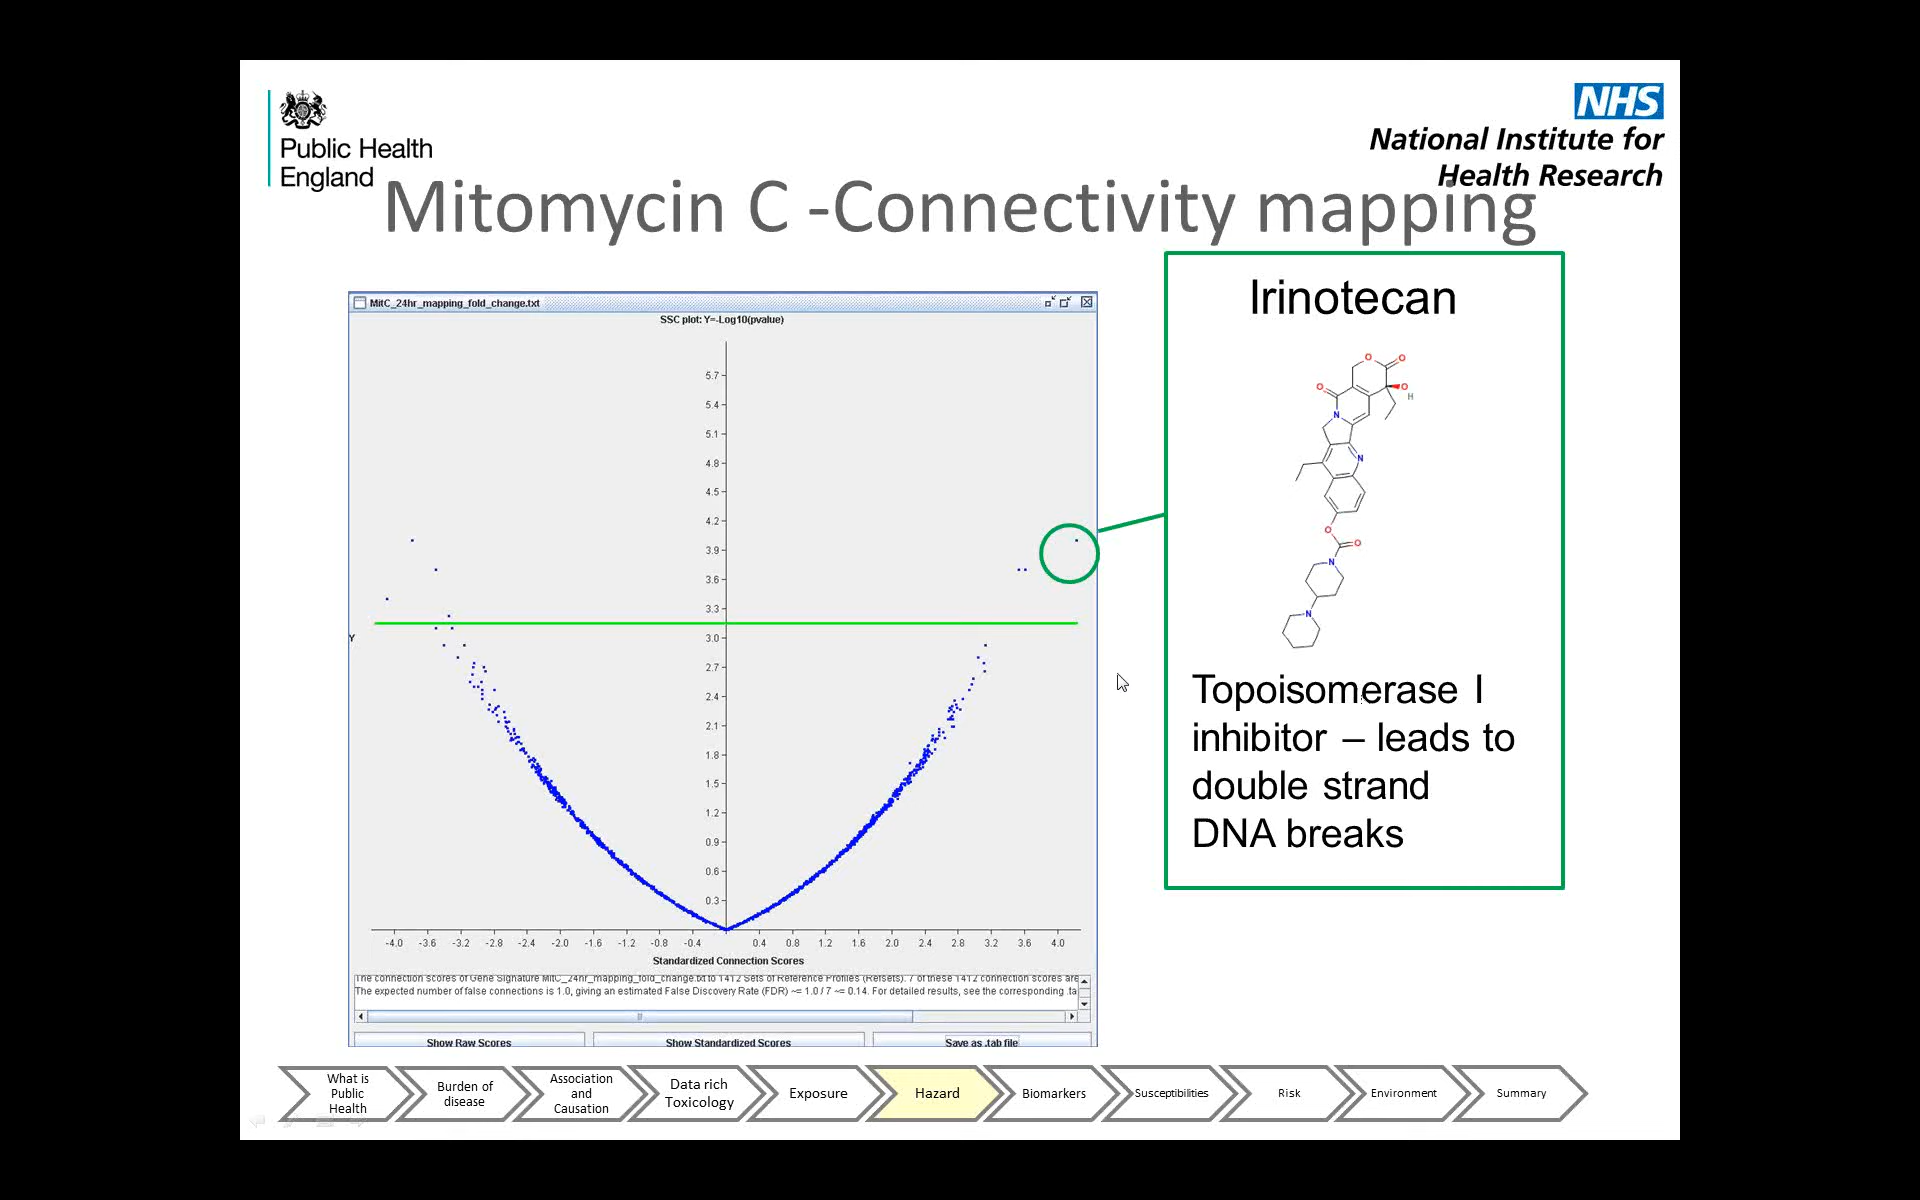 Public Health
England
NHS
National Institute for
Health Research
Mitomycin C -Connectivity mapping
MitC_24hr_mapping_fold_change.txt
SSC plot: Y=-Log10(pvalue)
5.7
5.4
5.1
4.8
4.5
4.2
3.9
3.6
3.3
3.0
2.7
2.4
2.1
1.8
1.5
1.2
0.9
0.6
0.3
Y
-4.0 -3.6 -3.2 -2.8 -2.4 -2.0 -1.6 -1.2 -0.8 -0.4 0.4 0.8 1.2 1.6 2.0 2.4 2.8 3.2 3.6 4.0
Standardized Connection Scores
The connection scores of Gene Signature MitC_24hr_mapping_fold_change.txt to 1412 Sets of Reference Profiles (Refsets). 7 of these 1412 connection scores are
The expected number of false connections is 1.0, giving an estimated False Discovery Rate (FDR) ~= 1.0 / 7 ~= 0.14. For detailed results, see the corresponding .ta
Show Raw Scores
Show Standardized Scores
Save as .tab file
Irinotecan
O O
O O
H
N
N
O
O
N
N
Topoisomerase I
inhibitor – leads to
double strand
DNA breaks
What is
Public
Health
Burden of
disease
Association
and
Causation
Data rich
Toxicology
Exposure
Hazard
Biomarkers
Susceptibilities
Risk
Environment
Summary